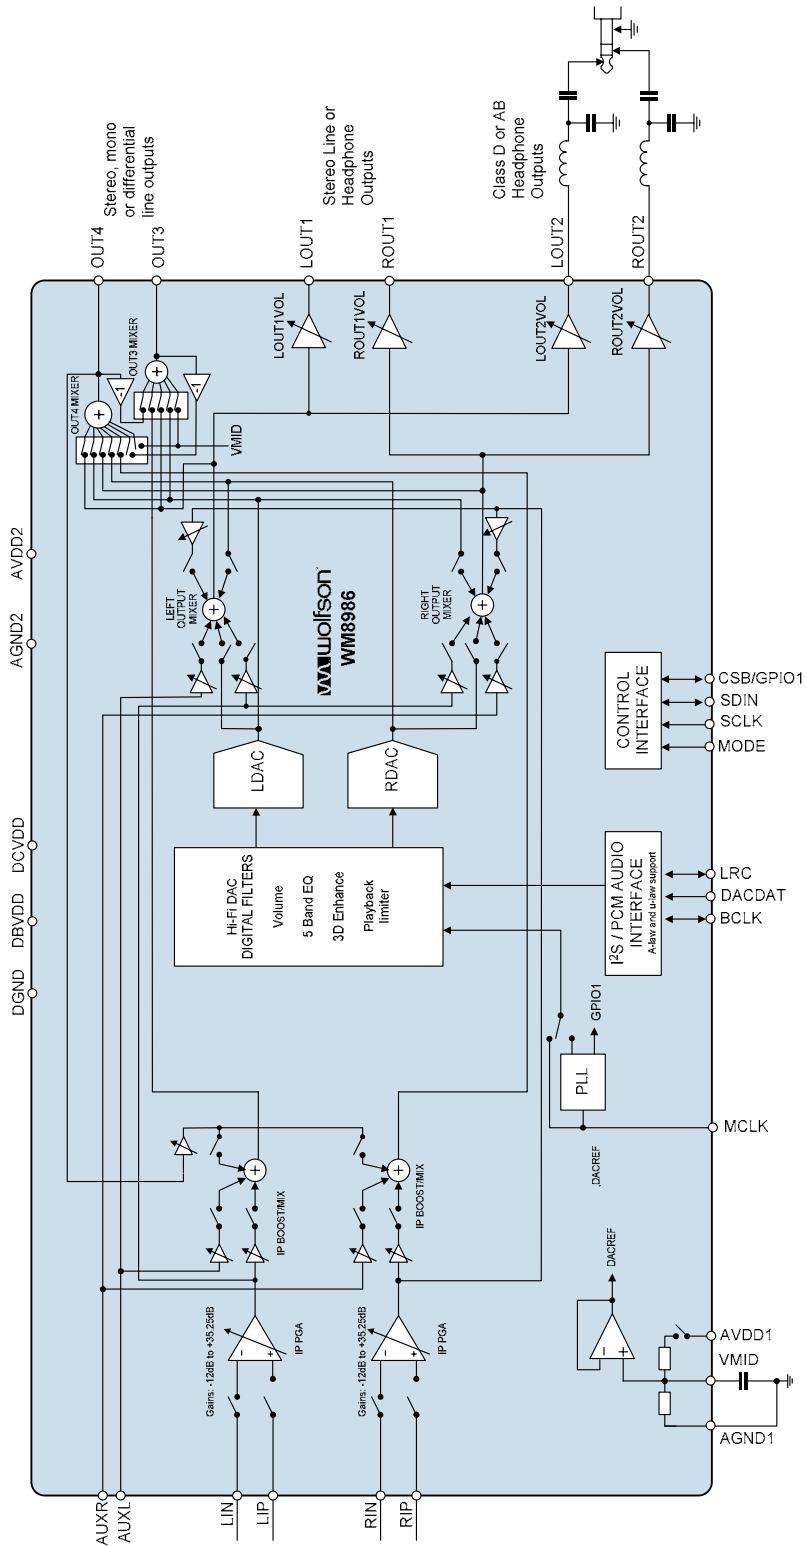 Stereo, mono
or differential
line outputs
OUT4
OUT3
Stereo Line or
Headphone
Outputs
LOUT1
ROUT1
Class D or AB
Headphone
Outputs
LOUT2
ROUT2
LOUT1VOL
ROUT1VOL
LOUT2VOL
ROUT2VOL
OUT4 MIXER
OUT3 MIXER
+
+
-1
-1
VMID
AVDD2
AGND2
DCVDD
DBVDD
DGND
LEFT
OUTPUT
MIXER
+
wolfson™
WM8986
RIGHT
OUTPUT
MIXER
+
LDAC
RDAC
CONTROL
INTERFACE
CSB/GPIO1
SDIN
SCLK
MODE
Hi-Fi DAC
DIGITAL FILTERS
Volume
5 Band EQ
3D Enhance
Playback
limiter
I²S / PCM AUDIO
INTERFACE
A-law and u-law support
LRC
DACDAT
BCLK
PLL
GPIO1
MCLK
DACREF
+
IP BOOST/MIX
+
IP BOOST/MIX
Gains: -12dB to +35.25dB
−
+
IP PGA
Gains: -12dB to +35.25dB
−
+
IP PGA
DACREF
−
+
AVDD1
VMID
AGND1
AUXR
AUXL
LIN
LIP
RIN
RIP